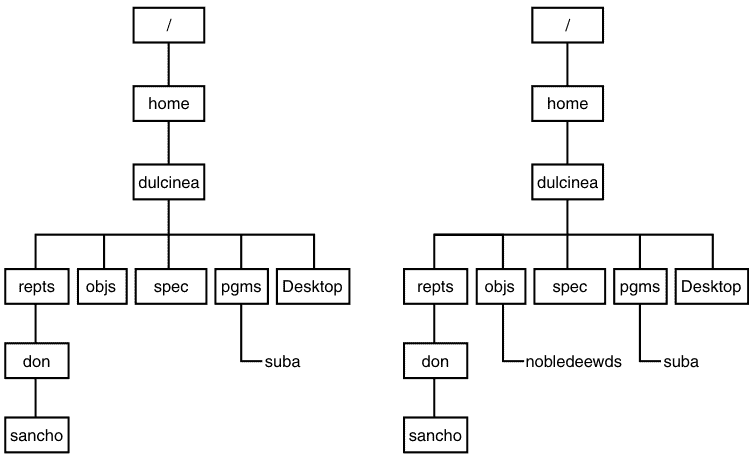 /
home
dulcinea
repts objs spec pgms Desktop
don suba
sancho
/
home
dulcinea
repts objs spec pgms Desktop
don nobledeewds suba
sancho